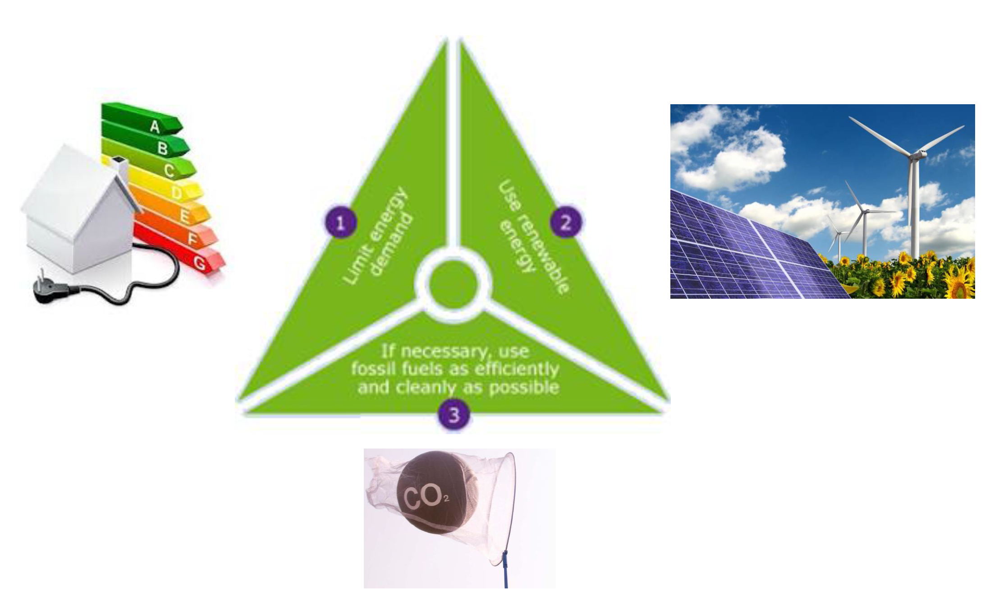 A
B
C
D
E
F
G
1
Limit energy
demand
2
Use renewable
energy
If necessary, use
fossil fuels as efficiently
and cleanly as possible
3
CO₂